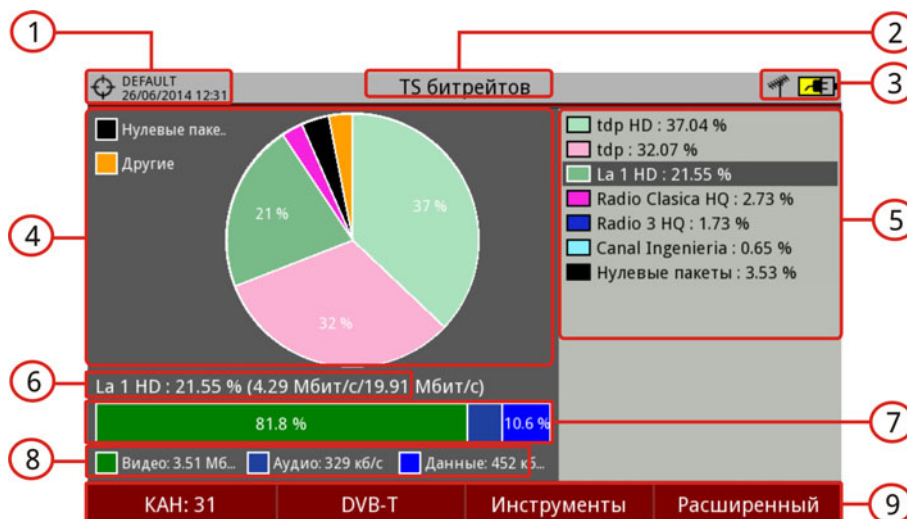 1
2
3
DEFAULT
26/06/2014 12:31
TS битрейтов
Нулевые паке..
Другие
37 %
21 %
32 %
4
tdp HD : 37.04 %
tdp : 32.07 %
La 1 HD : 21.55 %
Radio Clasica HQ : 2.73 %
Radio 3 HQ : 1.73 %
Canal Ingenieria : 0.65 %
Нулевые пакеты : 3.53 %
5
6
La 1 HD : 21.55 % (4.29 Мбит/с/19.91 Мбит/с)
81.8 %
10.6 %
7
8
Видео: 3.51 Мб... Аудио: 329 кб/с Данные: 452 кб...
КАН: 31 DVB-T Инструменты Расширенный
9